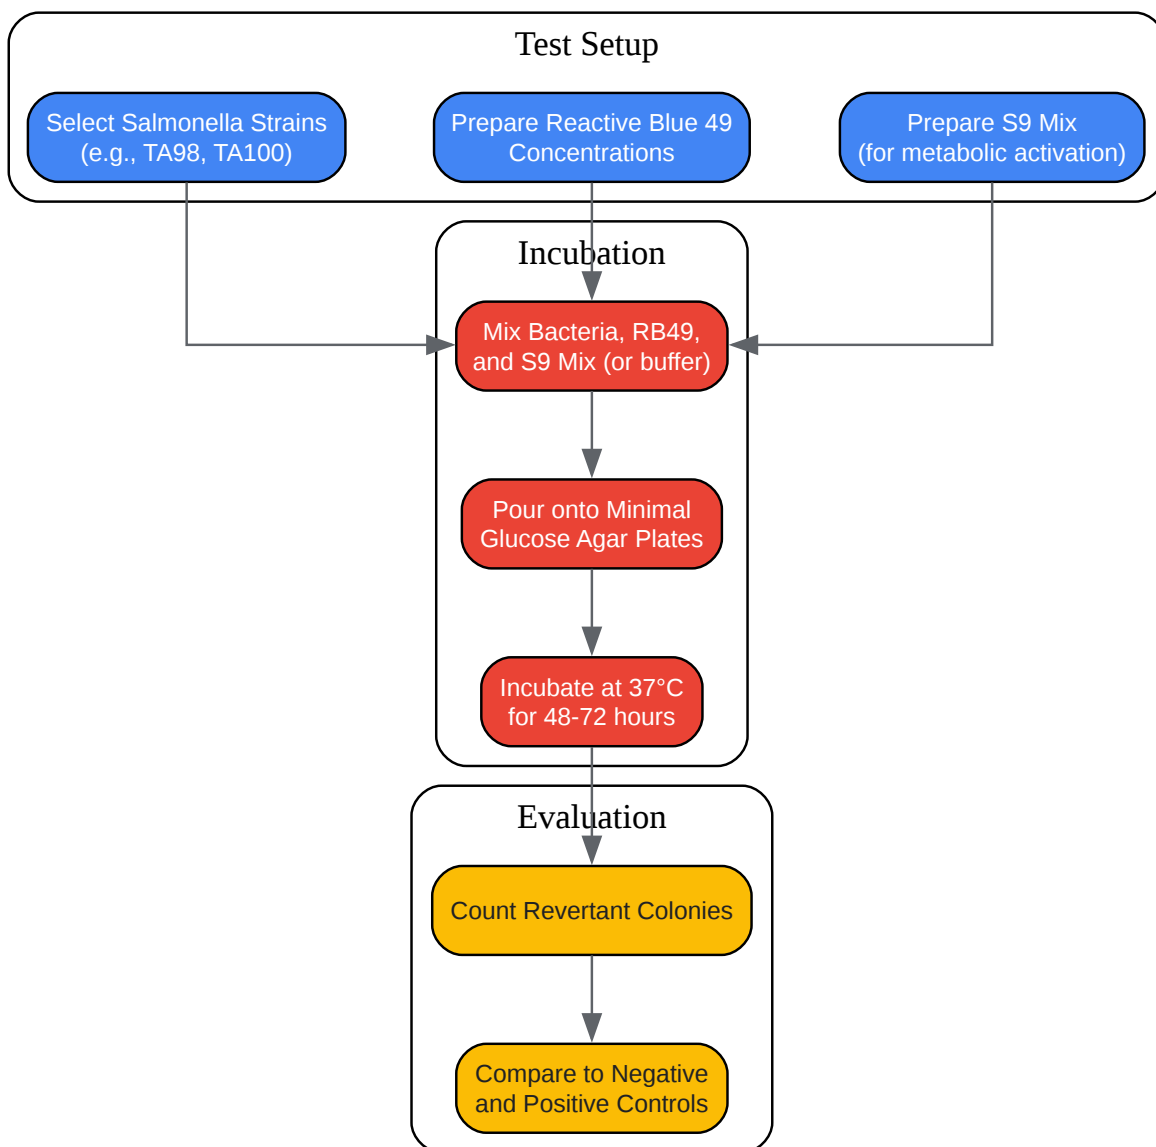 Test Setup
Select Salmonella Strains
(e.g., TA98, TA100)
Prepare Reactive Blue 49
Concentrations
Prepare S9 Mix
(for metabolic activation)
Incubation
Mix Bacteria, RB49,
and S9 Mix (or buffer)
Pour onto Minimal
Glucose Agar Plates
Incubate at 37°C
for 48-72 hours
Evaluation
Count Revertant Colonies
Compare to Negative
and Positive Controls